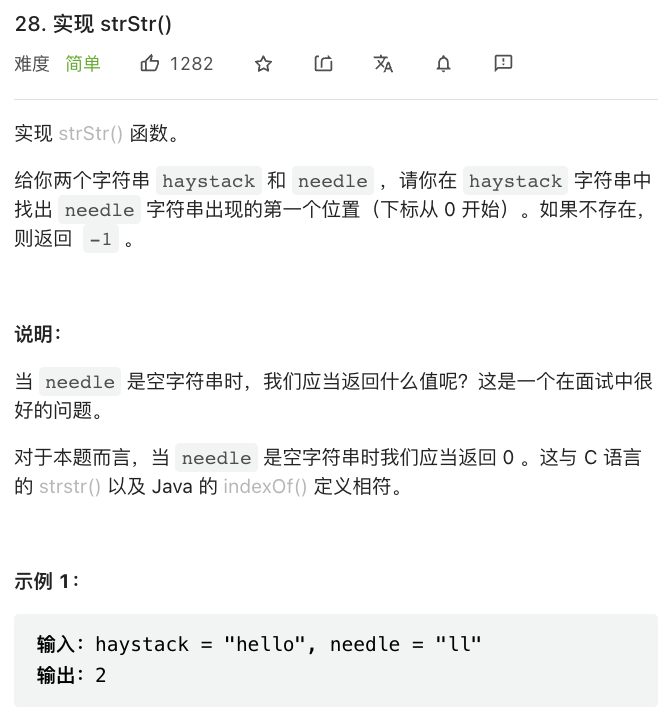 28. 实现 strStr()
难度 简单 1282
实现 strStr() 函数。
给你两个字符串 haystack 和 needle ，请你在 haystack 字符串中
找出 needle 字符串出现的第一个位置（下标从 0 开始）。如果不存在，
则返回 -1 。
说明：
当 needle 是空字符串时，我们应当返回什么值呢？这是一个在面试中很
好的问题。
对于本题而言，当 needle 是空字符串时我们应当返回 0 。这与 C 语言
的 strstr() 以及 Java 的 indexOf() 定义相符。
示例 1：
输入：haystack = "hello", needle = "ll"
输出：2